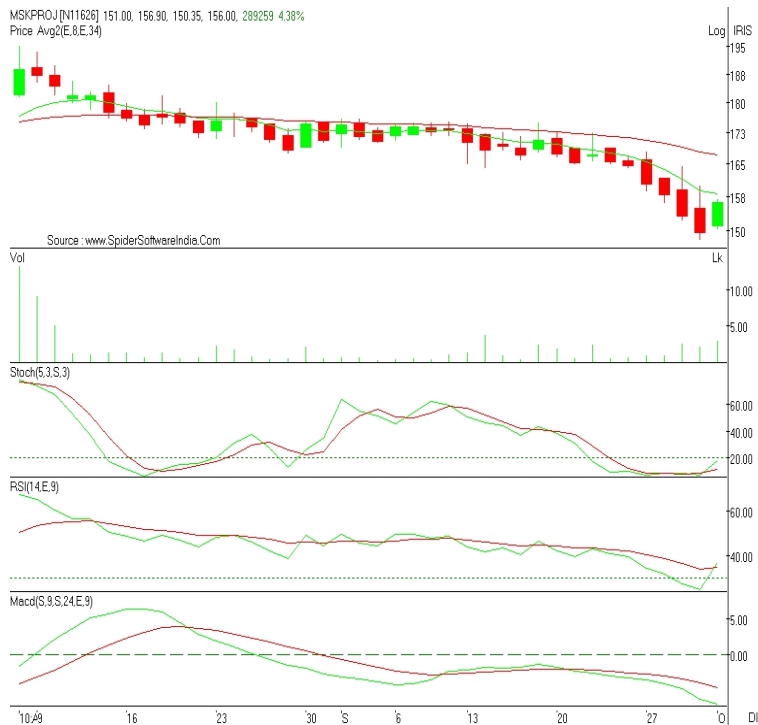 MSKPROJ [N11626] 151.00, 156.90, 150.35, 156.00, 289259 4.38%
Price Avg2(E,8,E,34) Log IRIS
195
188
180
173
165
158
150
Source : www.SpiderSoftwareIndia.Com
Vol Lk
10.00
5.00
Stoch(5,3,S,3)
60.00
40.00
20.00
RSI(14,E,9)
60.00
40.00
Macd(S,9,S,24,E,9)
5.00
0.00
16 23 30 'S 6 13 20 27 'O DI